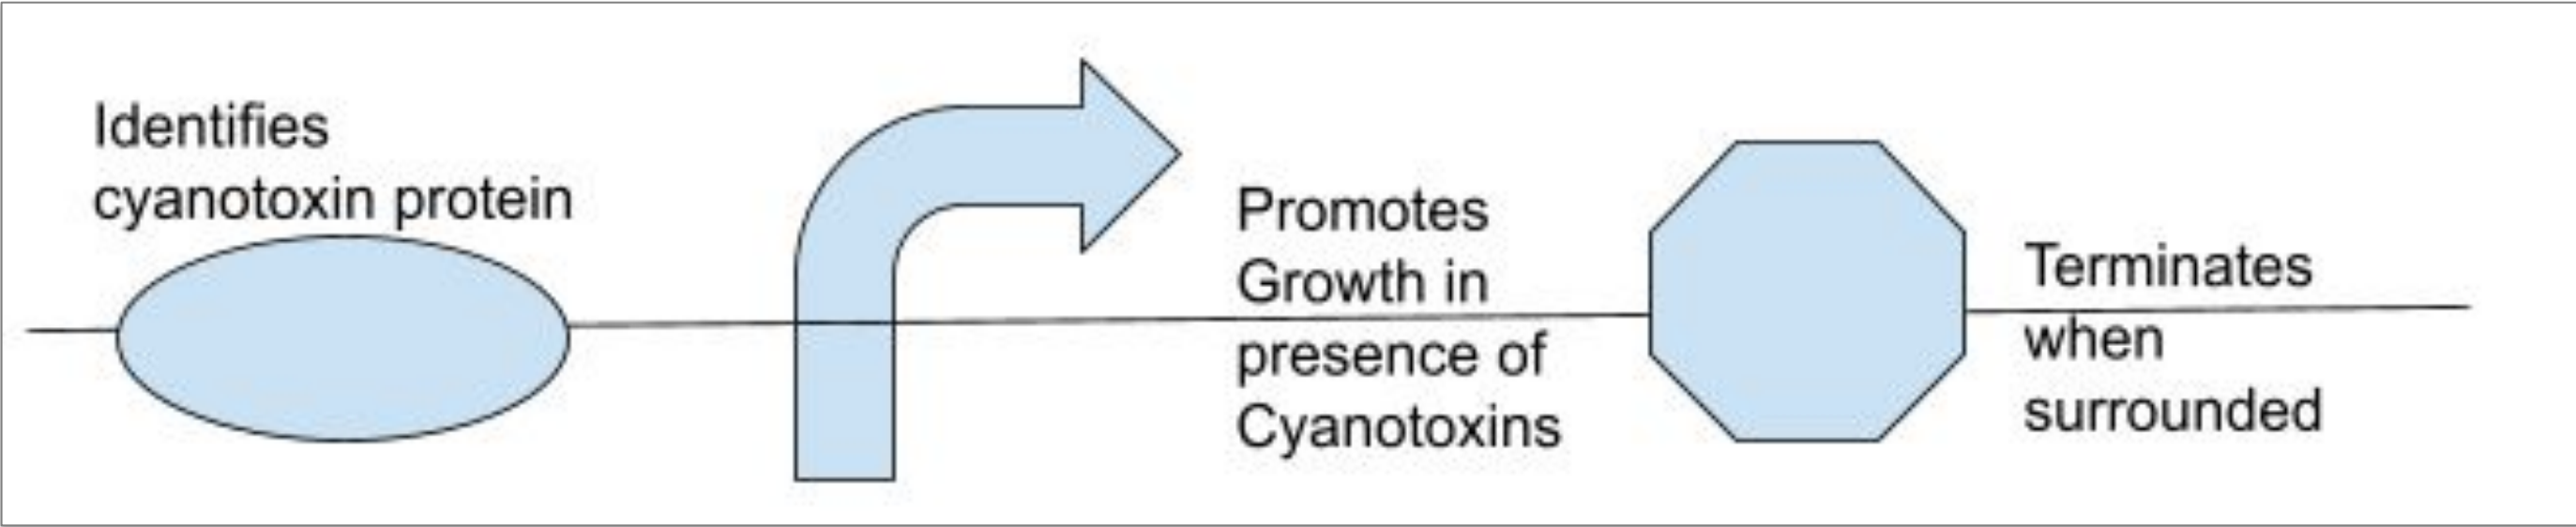 Identifies
cyanotoxin protein
Promotes
Growth in
presence of
Cyanotoxins
Terminates
when
surrounded